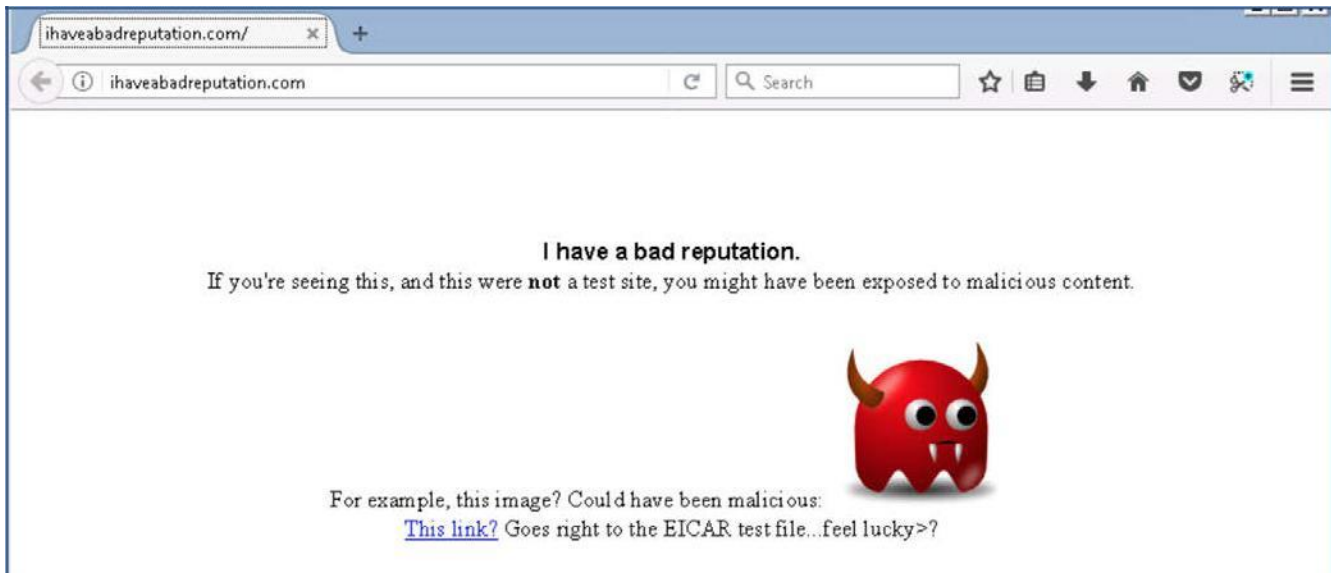 ihaveabadreputation.com/
ihaveabadreputation.com
Search
I have a bad reputation.
If you're seeing this, and this were not a test site, you might have been exposed to malicious content.
For example, this image? Could have been malicious:
This link? Goes right to the EICAR test file...feel lucky>?